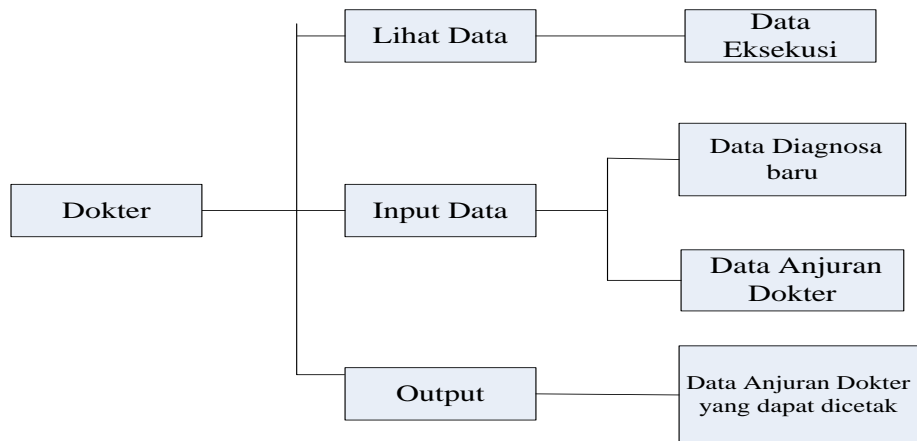 Lihat Data
Data
Eksekusi
Data Diagnosa
baru
Dokter
Input Data
Data Anjuran
Dokter
Output
Data Anjuran Dokter
yang dapat dicetak